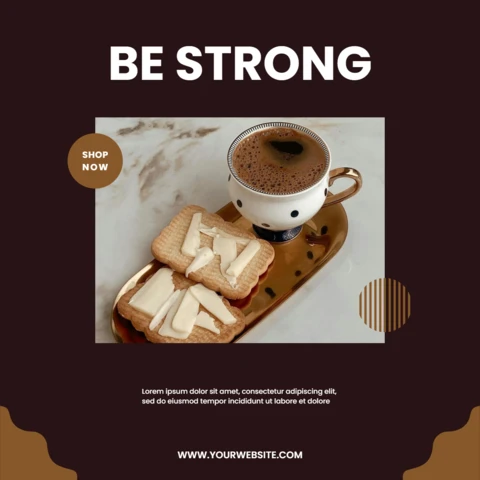 BE STRONG
SHOP
NOW
Lorem ipsum dolor sit amet, consectetur adipiscing elit,
sed do eiusmod tempor incididunt ut labore et dolore
WWW.YOURWEBSITE.COM